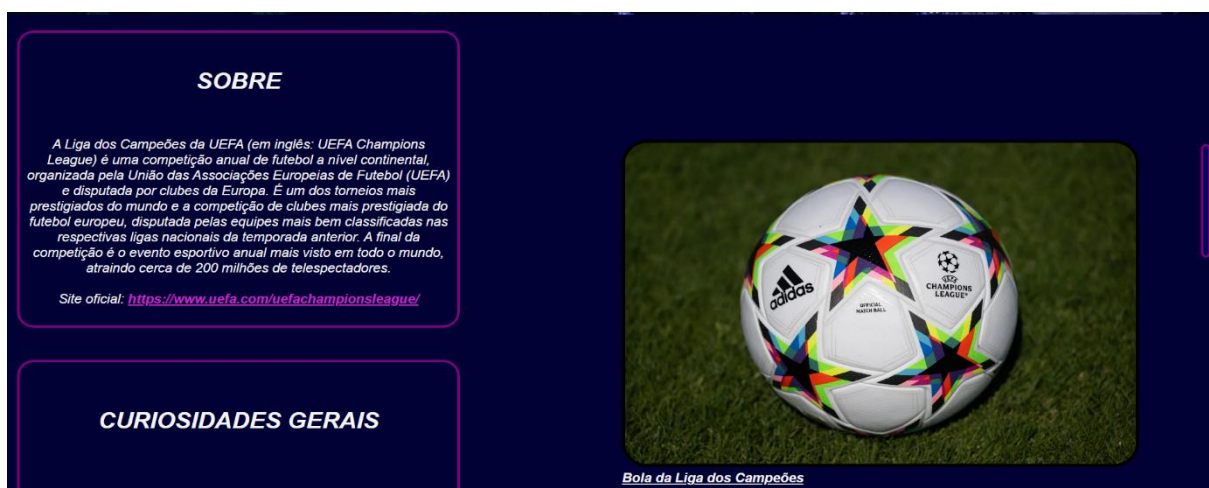 SOBRE
A Liga dos Campeões da UEFA (em inglês: UEFA Champions
League) é uma competição anual de futebol a nível continental,
organizada pela União das Associações Europeias de Futebol (UEFA)
e disputada por clubes da Europa. É um dos torneios mais
prestigiados do mundo e a competição de clubes mais prestigiada do
futebol europeu, disputada pelas equipes mais bem classificadas nas
respectivas ligas nacionais da temporada anterior. A final da
competição é o evento esportivo anual mais visto em todo o mundo,
atraindo cerca de 200 milhões de telespectadores.
Site oficial: https://www.uefa.com/uefachampionsleague/
CURIOSIDADES GERAIS
adidas
OFFICIAL
MATCH BALL
UEFA
CHAMPIONS
LEAGUE®
Bola da Liga dos Campeões